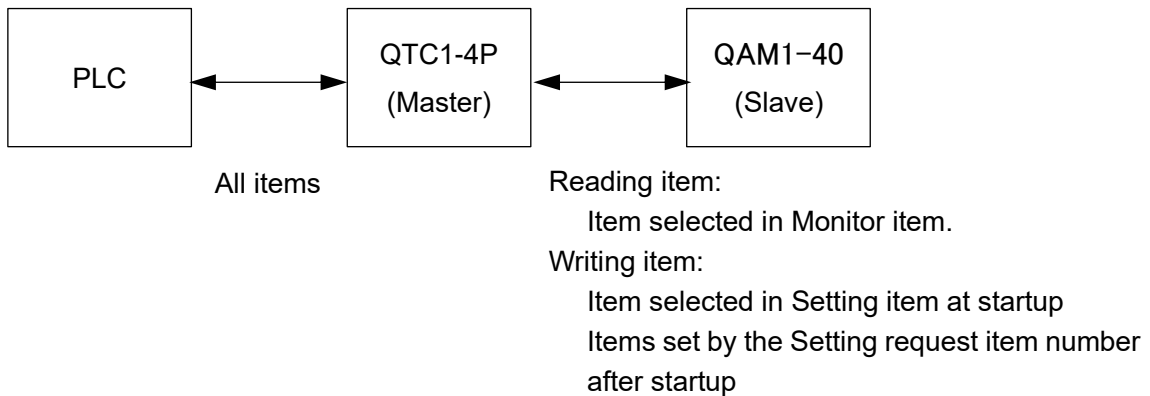 PLC
QTC1-4P
(Master)
QAM1-40
(Slave)
All items
Reading item:
Item selected in Monitor item.
Writing item:
Item selected in Setting item at startup
Items set by the Setting request item number
after startup